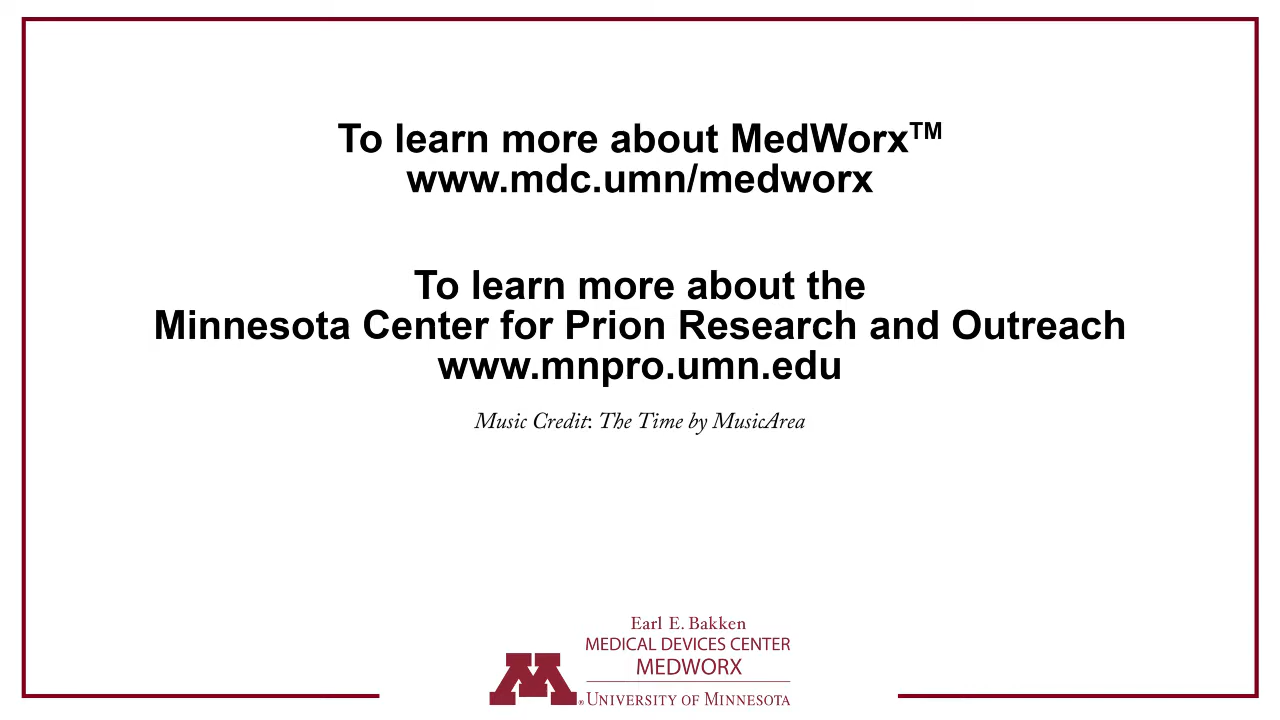 To learn more about MedWorx™
www.mdc.umn/medworx
To learn more about the
Minnesota Center for Prion Research and Outreach
www.mnpro.umn.edu
Music Credit: The Time by MusicArea
Earl E. Bakken
MEDICAL DEVICES CENTER
MEDWORX
M® UNIVERSITY OF MINNESOTA